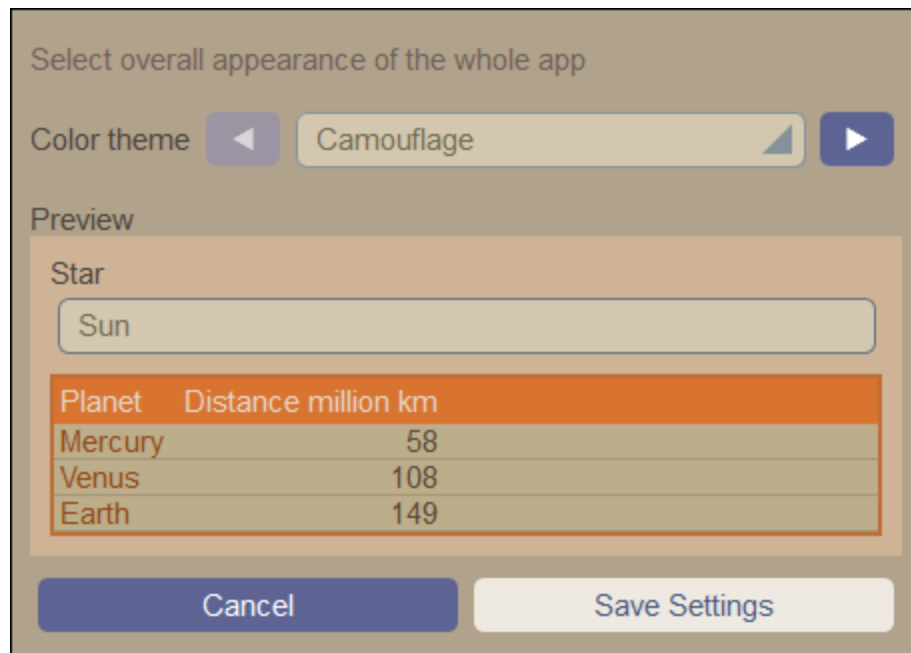 Select overall appearance of the whole app
Color theme Camouflage
Preview
Star
Sun
Planet Distance million km
Mercury 58
Venus 108
Earth 149
Cancel Save Settings